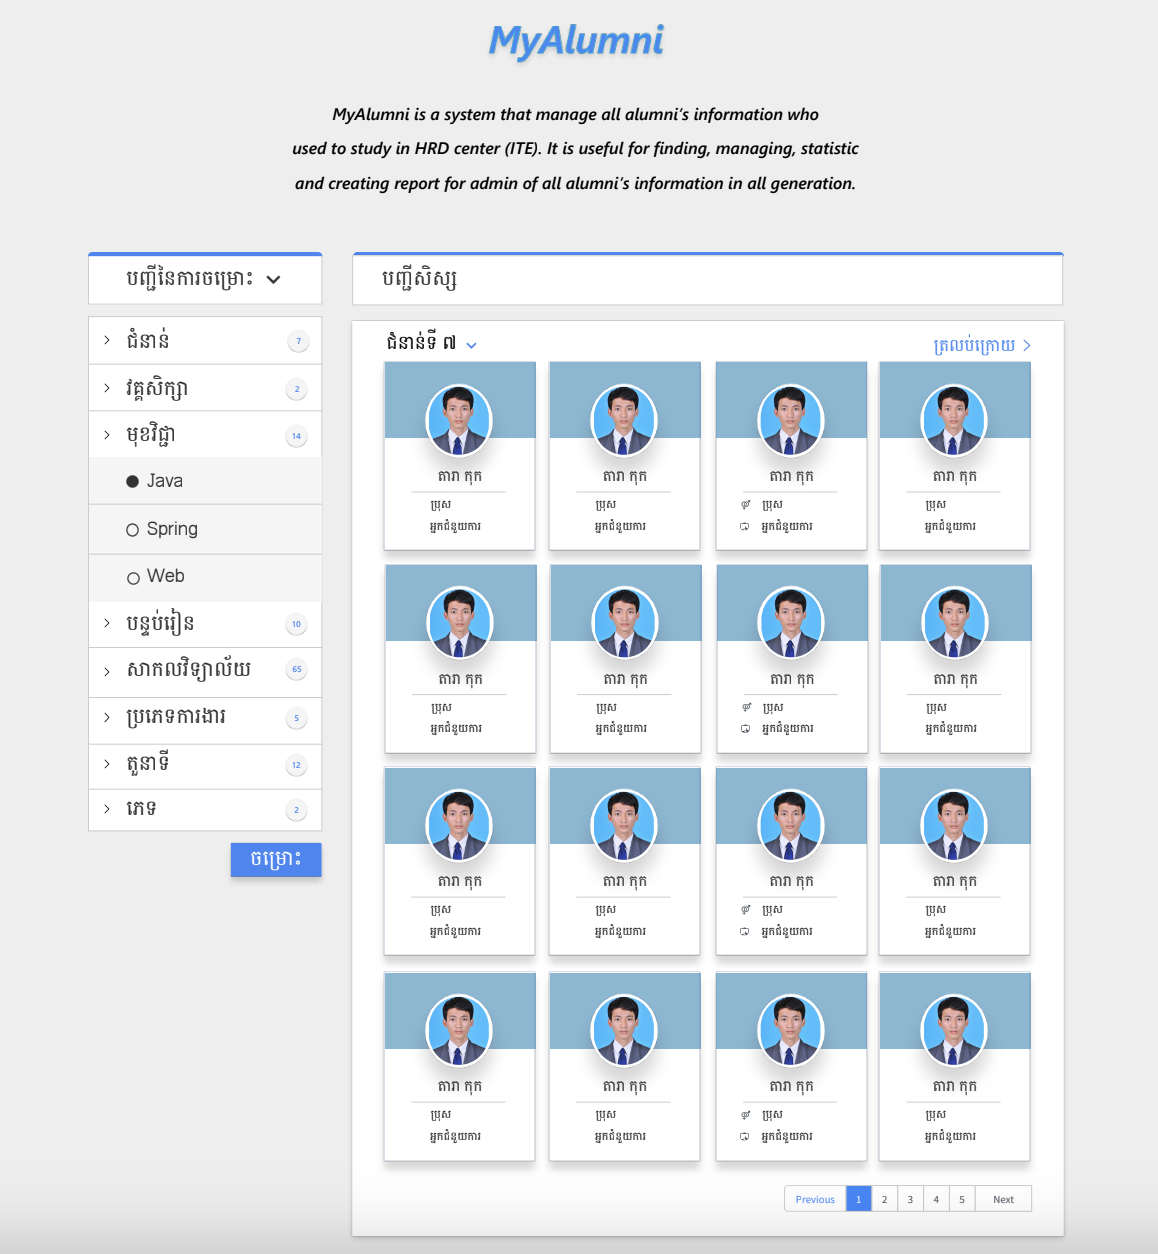 MyAlumni
MyAlumni is a system that manage all alumni's information who
used to study in HRD center (ITE). It is useful for finding, managing, statistic
and creating report for admin of all alumni's information in all generation.
បញ្ជីនៃការចម្រោះ
ជំនាន់ 7
វគ្គសិក្សា 2
មុខវិជ្ជា 14
Java
Spring
Web
បន្ទប់រៀន 10
សាកលវិទ្យាល័យ 65
ប្រភេទការងារ 5
តួនាទី 12
ភេទ 2
ចម្រោះ
បញ្ជីសិស្ស
ជំនាន់ទី ៧ ត្រលប់ក្រោយ
តារា កុក តារា កុក តារា កុក តារា កុក
ប្រុស ប្រុស ប្រុស ប្រុស
អ្នកជំនួយការ អ្នកជំនួយការ អ្នកជំនួយការ អ្នកជំនួយការ
តារា កុក តារា កុក តារា កុក តារា កុក
ប្រុស ប្រុស ប្រុស ប្រុស
អ្នកជំនួយការ អ្នកជំនួយការ អ្នកជំនួយការ អ្នកជំនួយការ
តារា កុក តារា កុក តារា កុក តារា កុក
ប្រុស ប្រុស ប្រុស ប្រុស
អ្នកជំនួយការ អ្នកជំនួយការ អ្នកជំនួយការ អ្នកជំនួយការ
តារា កុក តារា កុក តារា កុក តារា កុក
ប្រុស ប្រុស ប្រុស ប្រុស
អ្នកជំនួយការ អ្នកជំនួយការ អ្នកជំនួយការ អ្នកជំនួយការ
Previous 1 2 3 4 5 Next